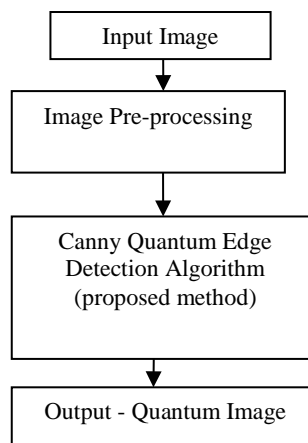 Input Image
Image Pre-processing
Canny Quantum Edge
Detection Algorithm
(proposed method)
Output - Quantum Image